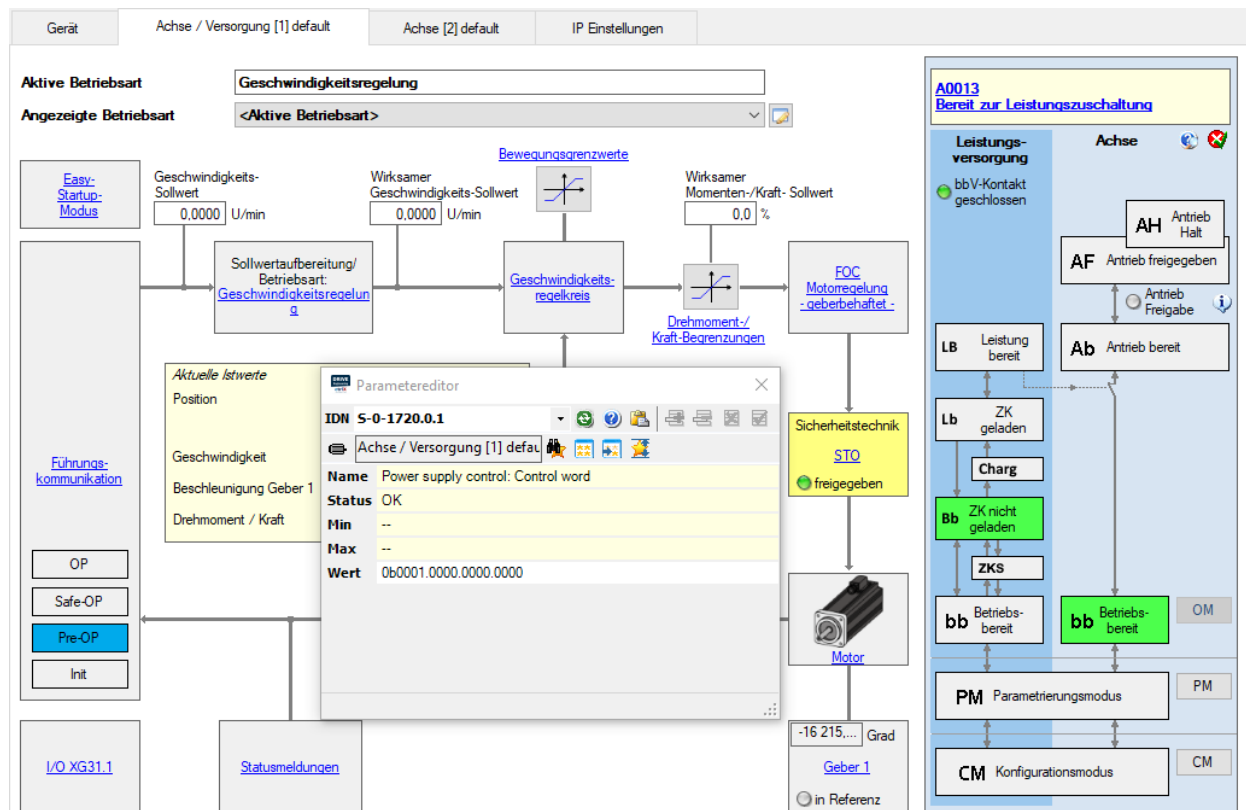 Gerät
Achse / Versorgung [1] default
Achse [2] default
IP Einstellungen
Aktive Betriebsart
Geschwindigkeitsregelung
Angezeigte Betriebsart
<Aktive Betriebsart>
Easy-
Startup-
Modus
Geschwindigkeits-
Sollwert
0,0000 U/min
Wirksamer
Geschwindigkeits-Sollwert
0,0000 U/min
Bewegungsgrenzwerte
Wirksamer
Momenten-/Kraft- Sollwert
0,0 %
Sollwertaufbereitung/
Betriebsart:
Geschwindigkeitsregelun
g
Geschwindigkeits-
regelkreis
Drehmoment-/
Kraft-Begrenzungen
FOC
Motorregelung
- geberbehaftet -
Führungs-
kommunikation
OP
Safe-OP
Pre-OP
Init
Aktuelle Istwerte
Position
Geschwindigkeit
Beschleunigung Geber 1
Drehmoment / Kraft
Parametereditor
IDN S-0-1720.0.1
Achse / Versorgung [1] defau
Name Power supply control: Control word
Status OK
Min --
Max --
Wert 0b0001.0000.0000.0000
Sicherheitstechnik
STO
freigegeben
Motor
I/O XG31.1
Statusmeldungen
-16 215,... Grad
Geber 1
in Referenz
A0013
Bereit zur Leistungszuschaltung
Leistungs-
versorgung
Achse
bbV-Kontakt
geschlossen
AH Antrieb
Halt
AF Antrieb freigegeben
Antrieb
Freigabe
LB Leistung
bereit
Ab Antrieb bereit
Lb ZK
geladen
Charg
Bb ZK nicht
geladen
ZKS
bb Betriebs-
bereit
bb Betriebs-
bereit
OM
PM Parametrierungsmodus
PM
CM Konfigurationsmodus
CM